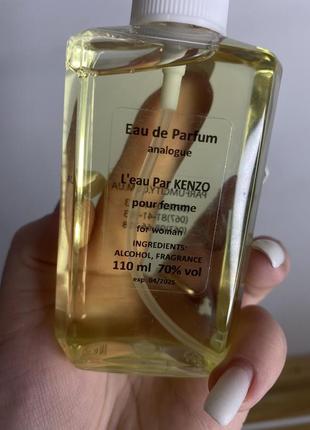 Eau de Parfum
analogue
L'eau Par KENZO
pour femme
for woman
INGREDIENTS:
ALCOHOL, FRAGRANCE
110 ml 70% vol
exp. 04/2025